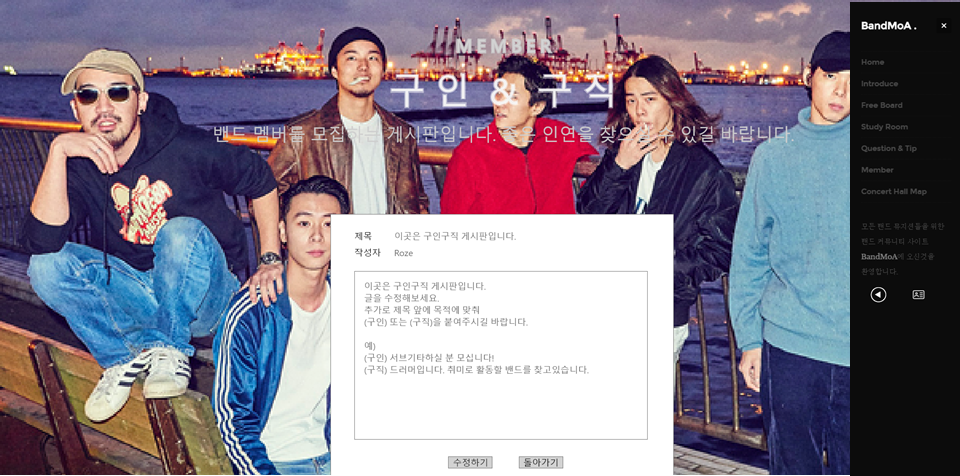 MEMBER
구인 & 구직
밴드 멤버를 모집하는 게시판입니다. 좋은 인연을 찾으실 수 있길 바랍니다.
제목 이곳은 구인구직 게시판입니다.
작성자 Roze
이곳은 구인구직 게시판입니다.
글을 수정해보세요.
추가로 제목 앞에 목적에 맞춰
(구인) 또는 (구직)을 붙여주시길 바랍니다.
예)
(구인) 서브기타하실 분 모십니다!
(구직) 드러머입니다. 취미로 활동할 밴드를 찾고있습니다.
수정하기 돌아가기
BandMoA . ×
Home
Introduce
Free Board
Study Room
Question & Tip
Member
Concert Hall Map
모든 밴드 뮤지션들을 위한
밴드 커뮤니티 사이트
BandMoA에 오신것을
환영합니다.